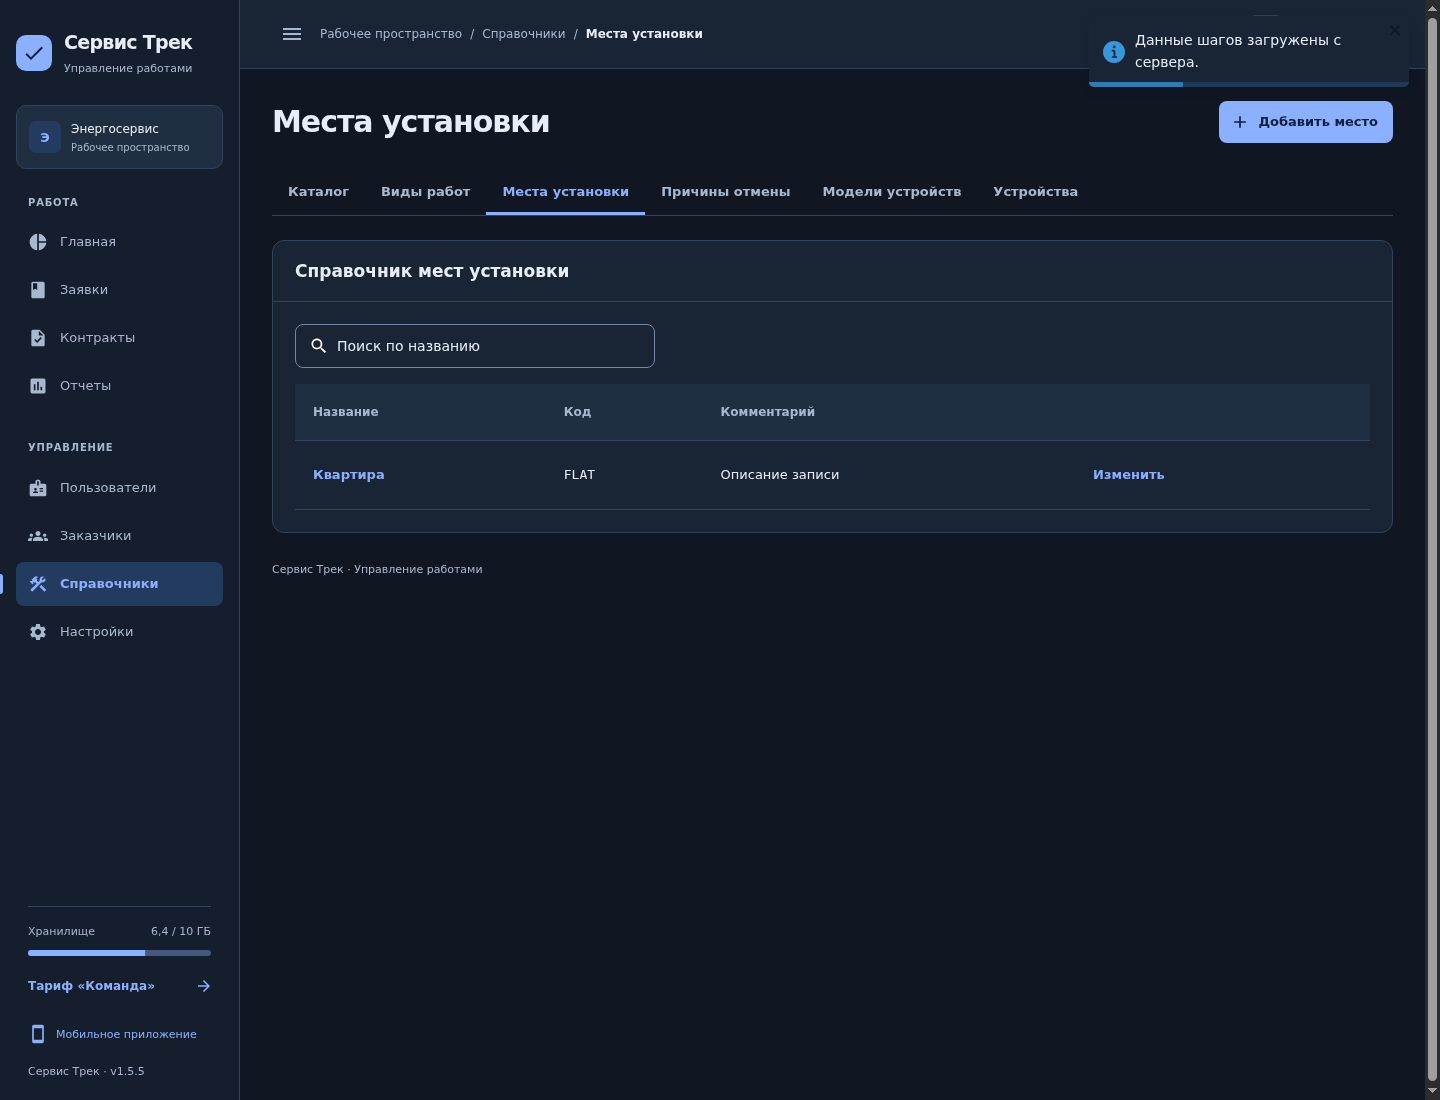 Сервис Трек
Управление работами
Э
Энергосервис
Рабочее пространство
РАБОТА
Главная
Заявки
Контракты
Отчеты
УПРАВЛЕНИЕ
Пользователи
Заказчики
Справочники
Настройки
Хранилище 6,4 / 10 ГБ
Тариф «Команда»
Мобильное приложение
Сервис Трек · v1.5.5
Рабочее пространство / Справочники / Места установки
Данные шагов загружены с
сервера.
Места установки
Добавить место
Каталог Виды работ Места установки Причины отмены Модели устройств Устройства
Справочник мест установки
Поиск по названию
Название Код Комментарий
Квартира FLAT Описание записи Изменить
Сервис Трек · Управление работами